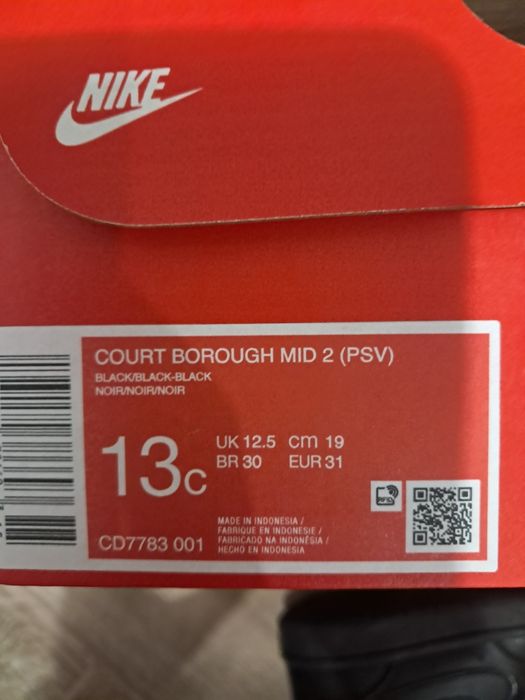 NIKE
COURT BOROUGH MID 2 (PSV)
BLACK/BLACK-BLACK
NOIR/NOIR/NOIR
13C
UK 12.5 cm 19
BR 30 EUR 31
MADE IN INDONESIA /
FABRIQUE EN INDONESIE /
FABRICADO NA INDONÉSIA /
HECHO EN INDONESIA
CD7783 001